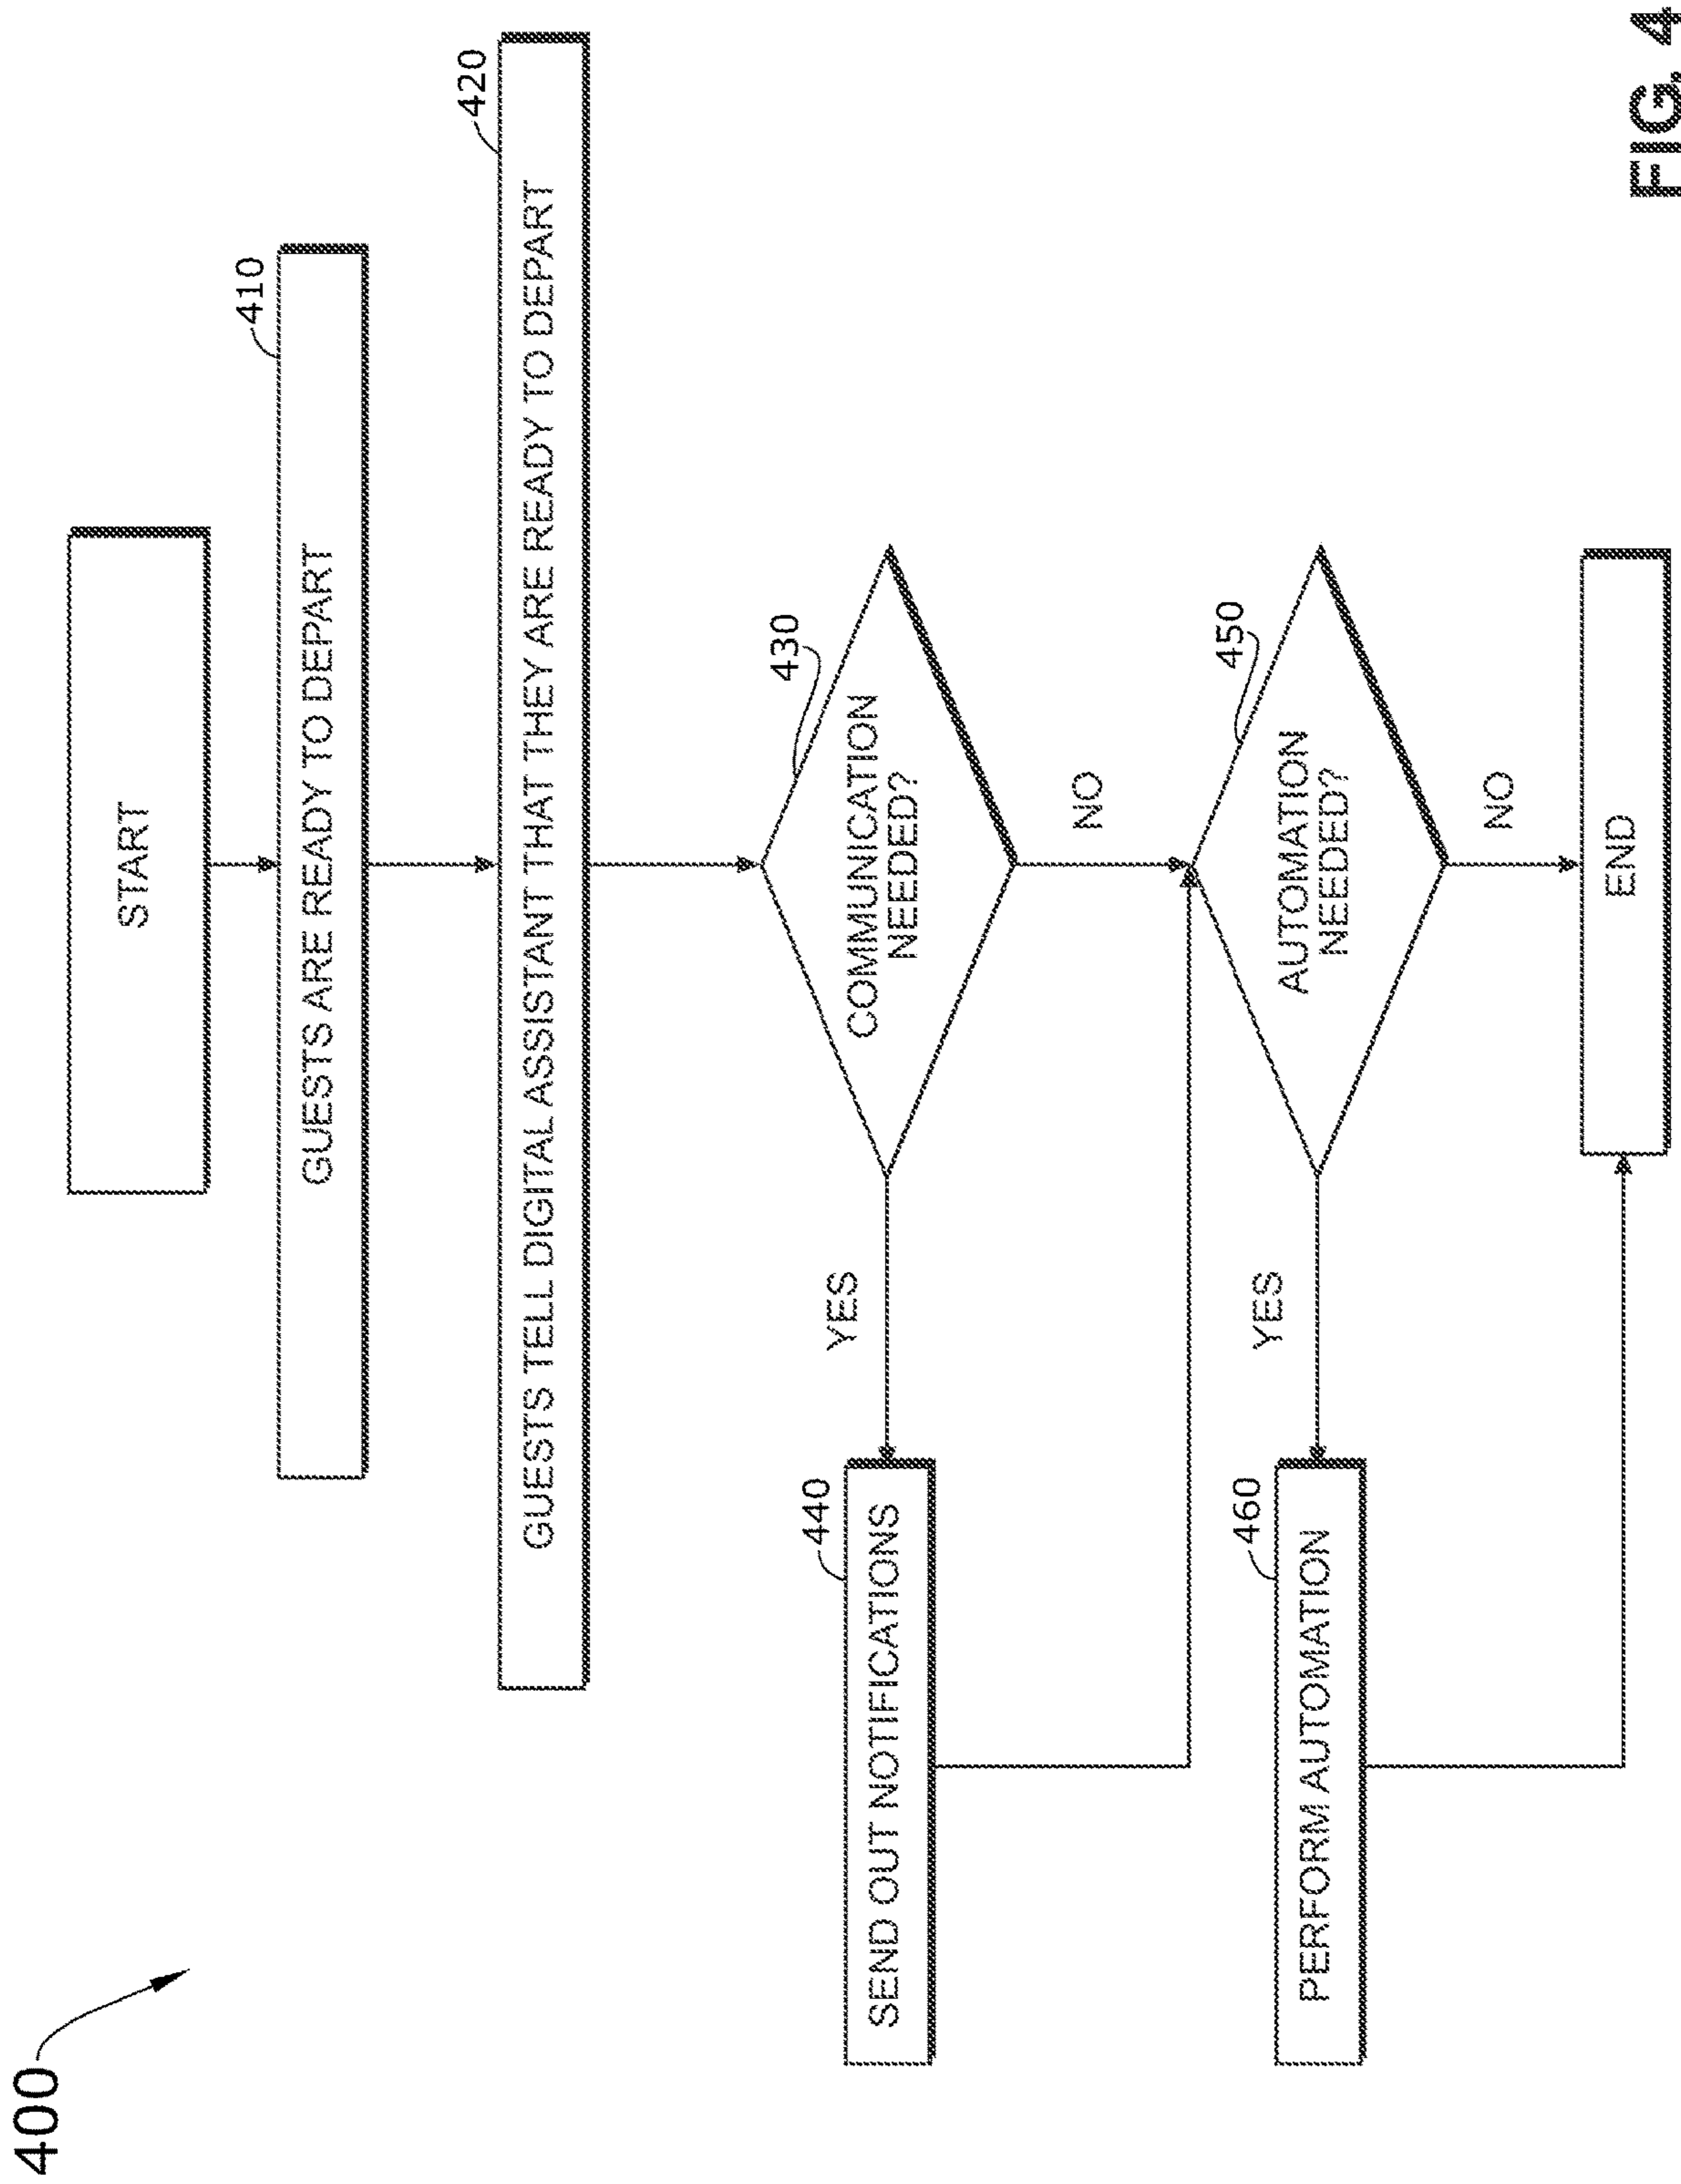 400
START
410
GUESTS ARE READY TO DEPART
420
GUESTS TELL DIGITAL ASSISTANT THAT THEY ARE READY TO DEPART
430
COMMUNICATION
NEEDED?
YES
NO
440
SEND OUT NOTIFICATIONS
450
AUTOMATION
NEEDED?
YES
NO
460
PERFORM AUTOMATION
END
FIG. 4